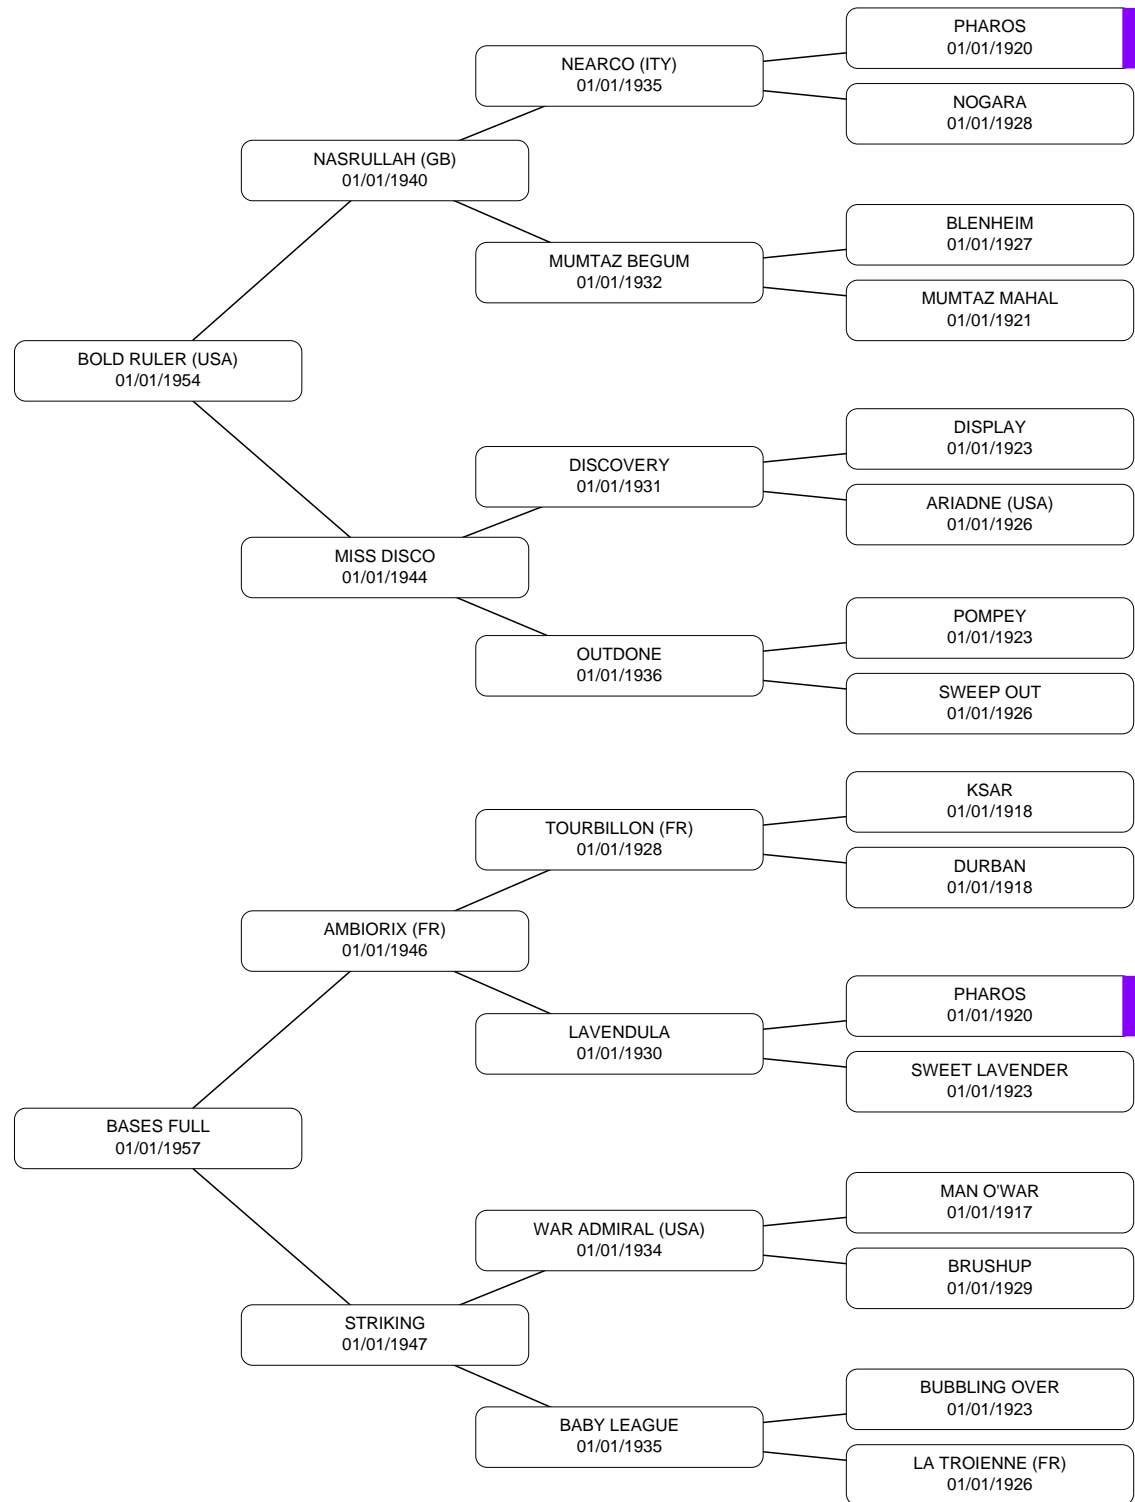 PHAROS
01/01/1920
NEARCO (ITY)
01/01/1935
NOGARA
01/01/1928
NASRULLAH (GB)
01/01/1940
BLENHEIM
01/01/1927
MUMTAZ BEGUM
01/01/1932
MUMTAZ MAHAL
01/01/1921
BOLD RULER (USA)
01/01/1954
DISPLAY
01/01/1923
DISCOVERY
01/01/1931
ARIADNE (USA)
01/01/1926
MISS DISCO
01/01/1944
POMPEY
01/01/1923
OUTDONE
01/01/1936
SWEEP OUT
01/01/1926
KSAR
01/01/1918
TOURBILLON (FR)
01/01/1928
DURBAN
01/01/1918
AMBIORIX (FR)
01/01/1946
PHAROS
01/01/1920
LAVENDULA
01/01/1930
SWEET LAVENDER
01/01/1923
BASES FULL
01/01/1957
MAN O'WAR
01/01/1917
WAR ADMIRAL (USA)
01/01/1934
BRUSHUP
01/01/1929
STRIKING
01/01/1947
BUBBLING OVER
01/01/1923
BABY LEAGUE
01/01/1935
LA TROIENNE (FR)
01/01/1926